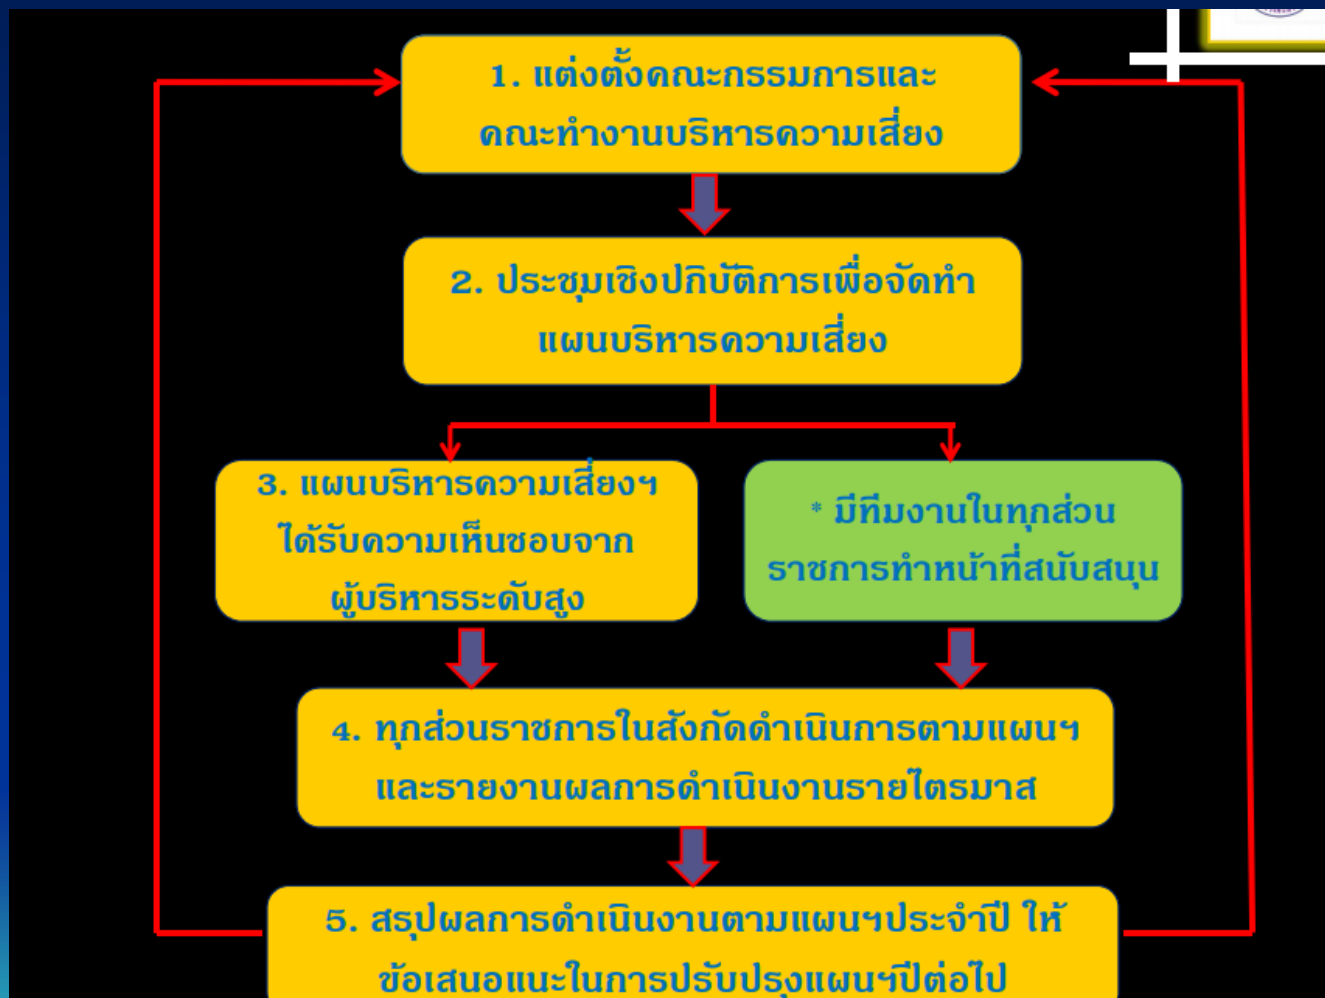 1. แต่งตั้งคณะกรรมการและ
คณะทำงานบริหารความเสี่ยง
2. ประชุมเชิงปฏิบัติการเพื่อจัดทำ
แผนบริหารความเสี่ยง
3. แผนบริหารความเสี่ยงฯ
ได้รับความเห็นชอบจาก
ผู้บริหารระดับสูง
* มีทีมงานในทุกส่วน
ราชการทำหน้าที่สนับสนุน
4. ทุกส่วนราชการในสังกัดดำเนินการตามแผนฯ
และรายงานผลการดำเนินงานรายไตรมาส
5. สรุปผลการดำเนินงานตามแผนฯประจำปี ให้
ข้อเสนอแนะในการปรับปรุงแผนฯปีต่อไป